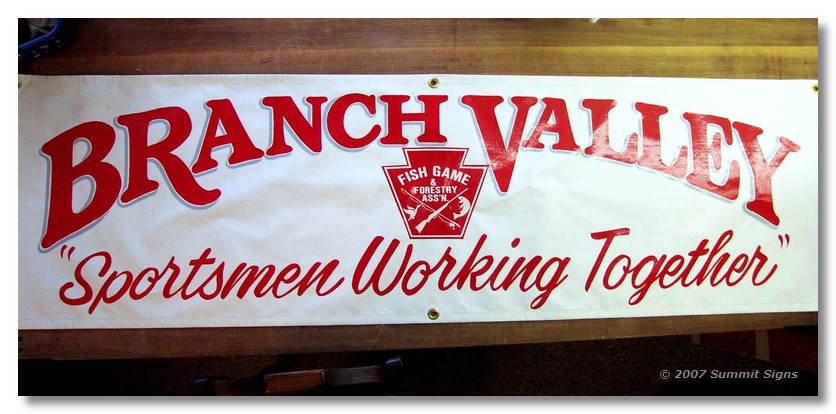 BRANCH VALLEY
FISH GAME
&
FORESTRY
ASS'N.
"Sportsmen Working Together"
© 2007 Summit Signs